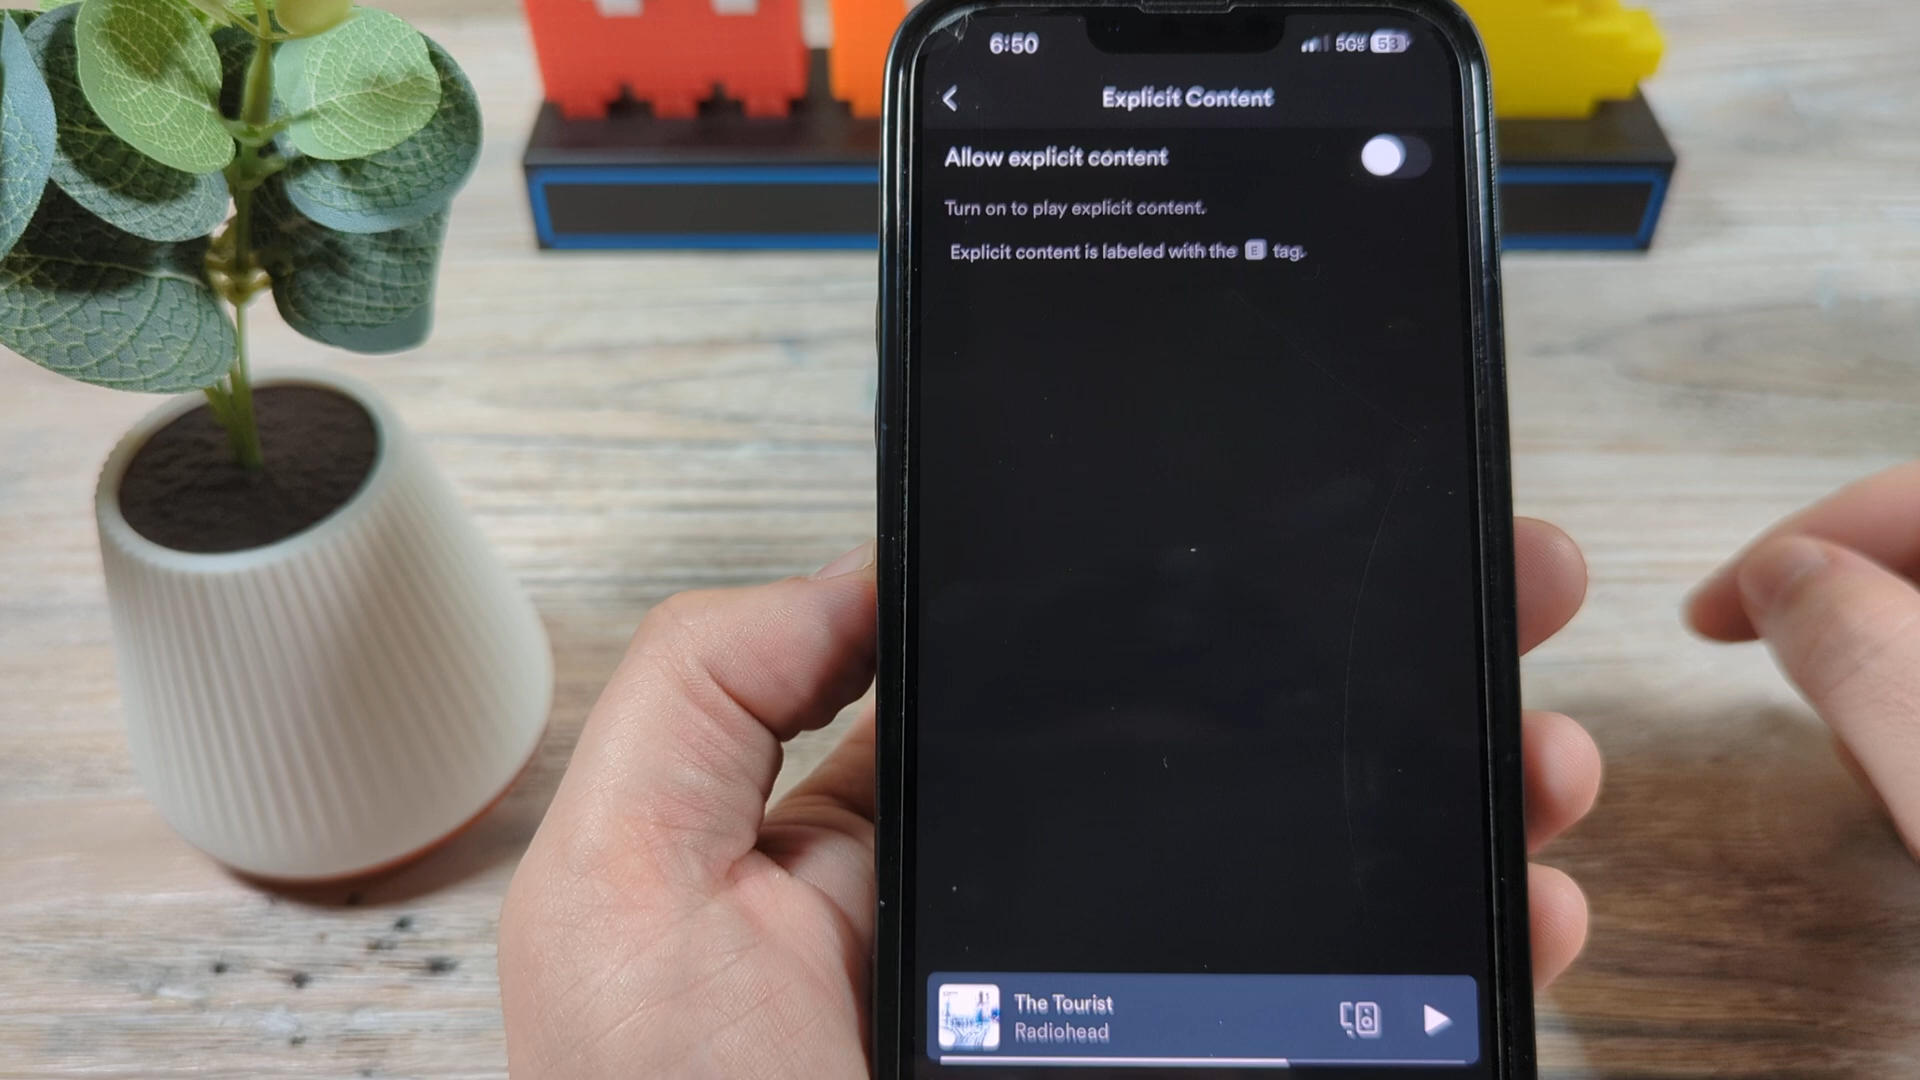 6:50
5G 53
Explicit Content
Allow explicit content
Turn on to play explicit content.
Explicit content is labeled with the E tag.
The Tourist
Radiohead